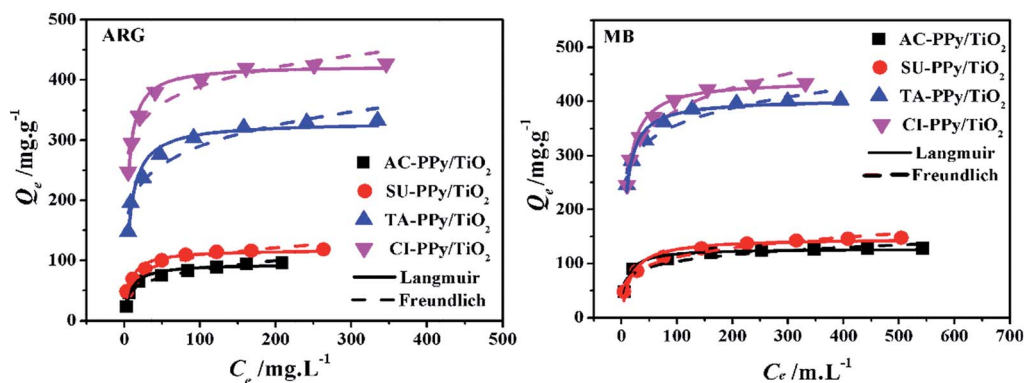 ARG
500
400
300
200
100
0
Qe /mg.g-1
AC-PPy/TiO2
SU-PPy/TiO2
TA-PPy/TiO2
CI-PPy/TiO2
Langmuir
Freundlich
0 100 200 300 400 500
Ce /mg.L-1
MB
500
400
300
200
100
0
Qe /mg.g-1
AC-PPy/TiO2
SU-PPy/TiO2
TA-PPy/TiO2
CI-PPy/TiO2
Langmuir
Freundlich
0 100 200 300 400 500 600 700
Ce /m.L-1